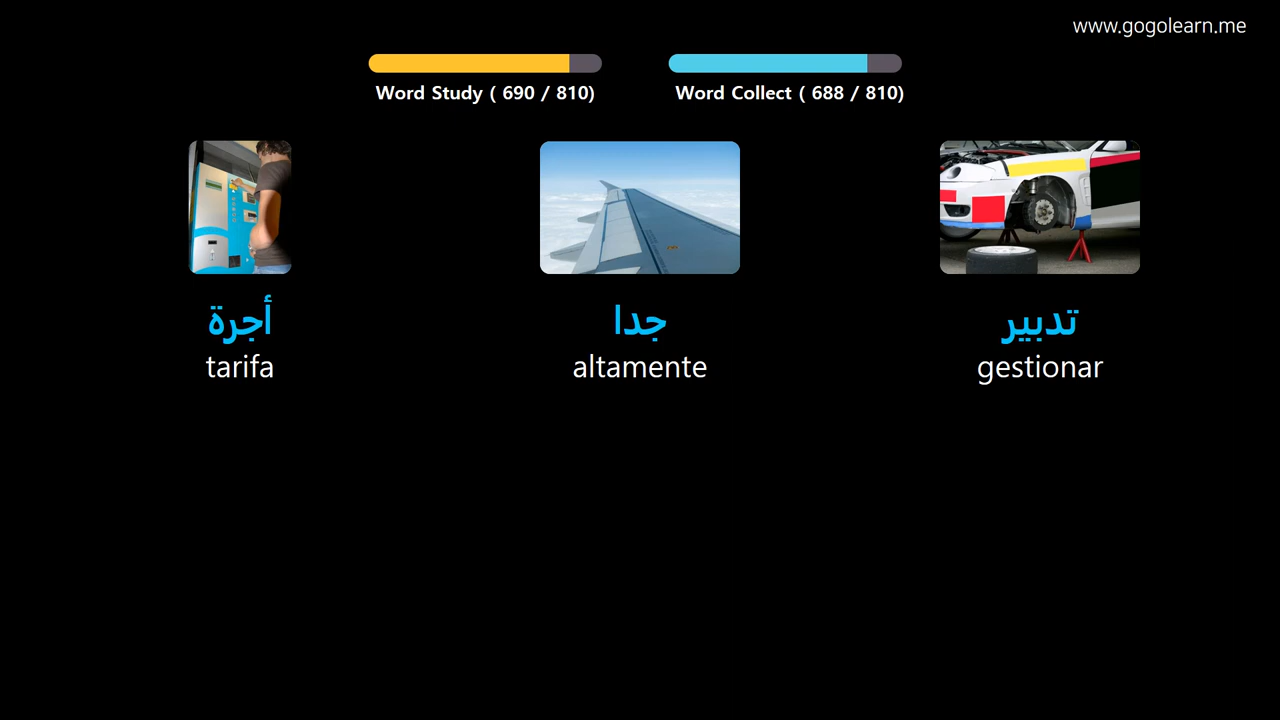 www.gogolearn.me
Word Study ( 690 / 810)
Word Collect ( 688 / 810)
أجرة
tarifa
جدا
altamente
تدبير
gestionar